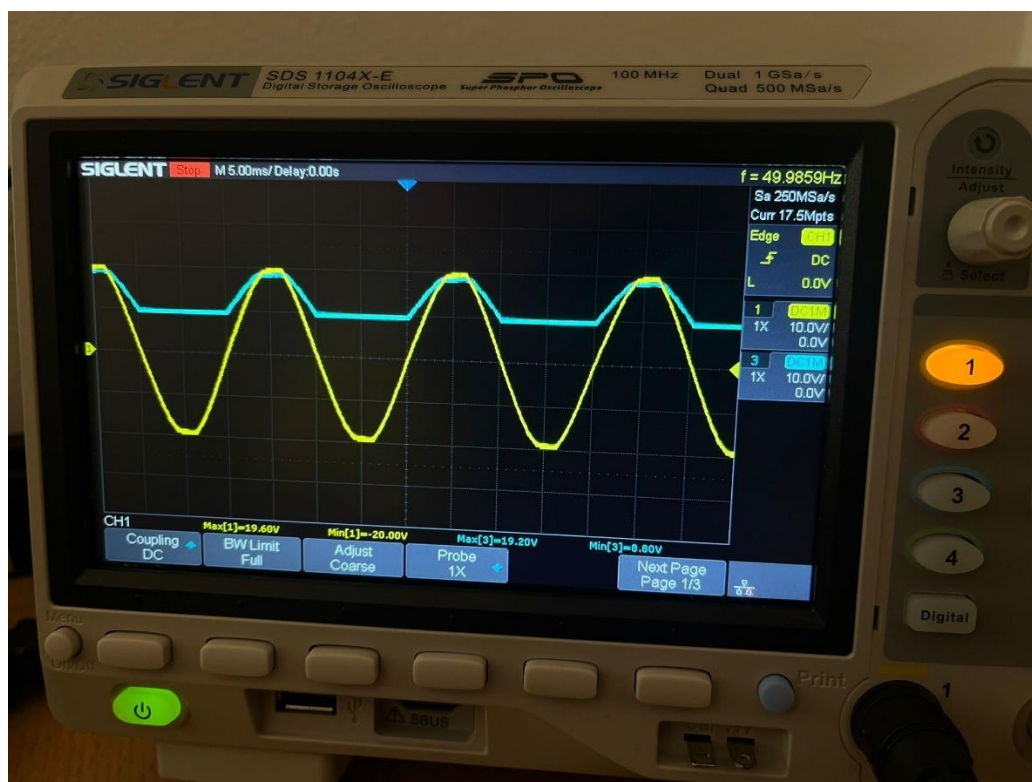 SIGLENT SDS 1104X-E SPO 100 MHz Dual 1 GSa/s
Digital Storage Oscilloscope Super Phosphor Oscilloscope Quad 500 MSa/s
Intensity
Adjust
Select
SIGLENT Stop M 5.00ms/ Delay:0.00s f = 49.9859Hz
Sa 250MSa/s
Curr 17.5Mpts
Edge CH1
DC
L 0.0V
1 DC1M
1X 10.0V/
0.0V
3 DC1M
1X 10.0V/
0.0V
CH1 Max[1]=19.60V Min[1]=-20.00V Max[3]=19.20V Min[3]=8.80V
Coupling
DC
BW Limit
Full
Adjust
Coarse
Probe
1X
Next Page
Page 1/3
1
2
3
4
Digital
Menu
On/Off
Print
SBUS
1